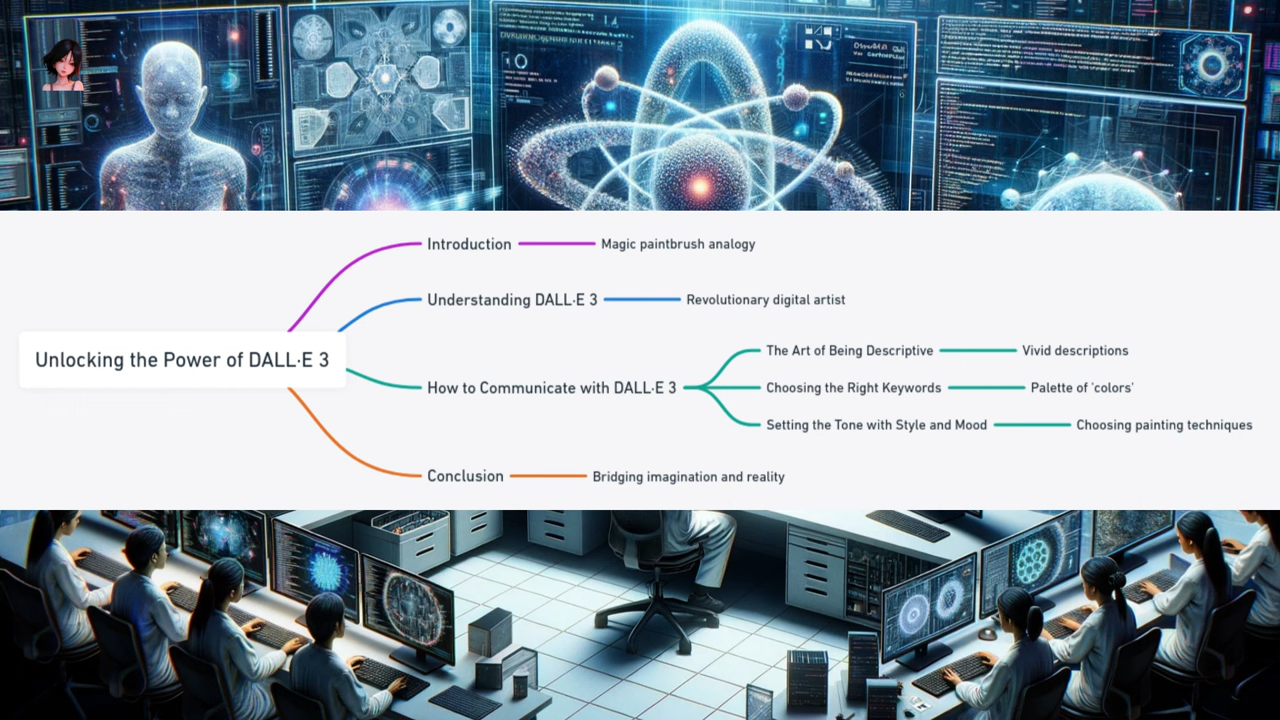 Introduction
Magic paintbrush analogy
Understanding DALL·E 3
Revolutionary digital artist
Unlocking the Power of DALL·E 3
How to Communicate with DALL·E 3
The Art of Being Descriptive
Vivid descriptions
Choosing the Right Keywords
Palette of 'colors'
Setting the Tone with Style and Mood
Choosing painting techniques
Conclusion
Bridging imagination and reality